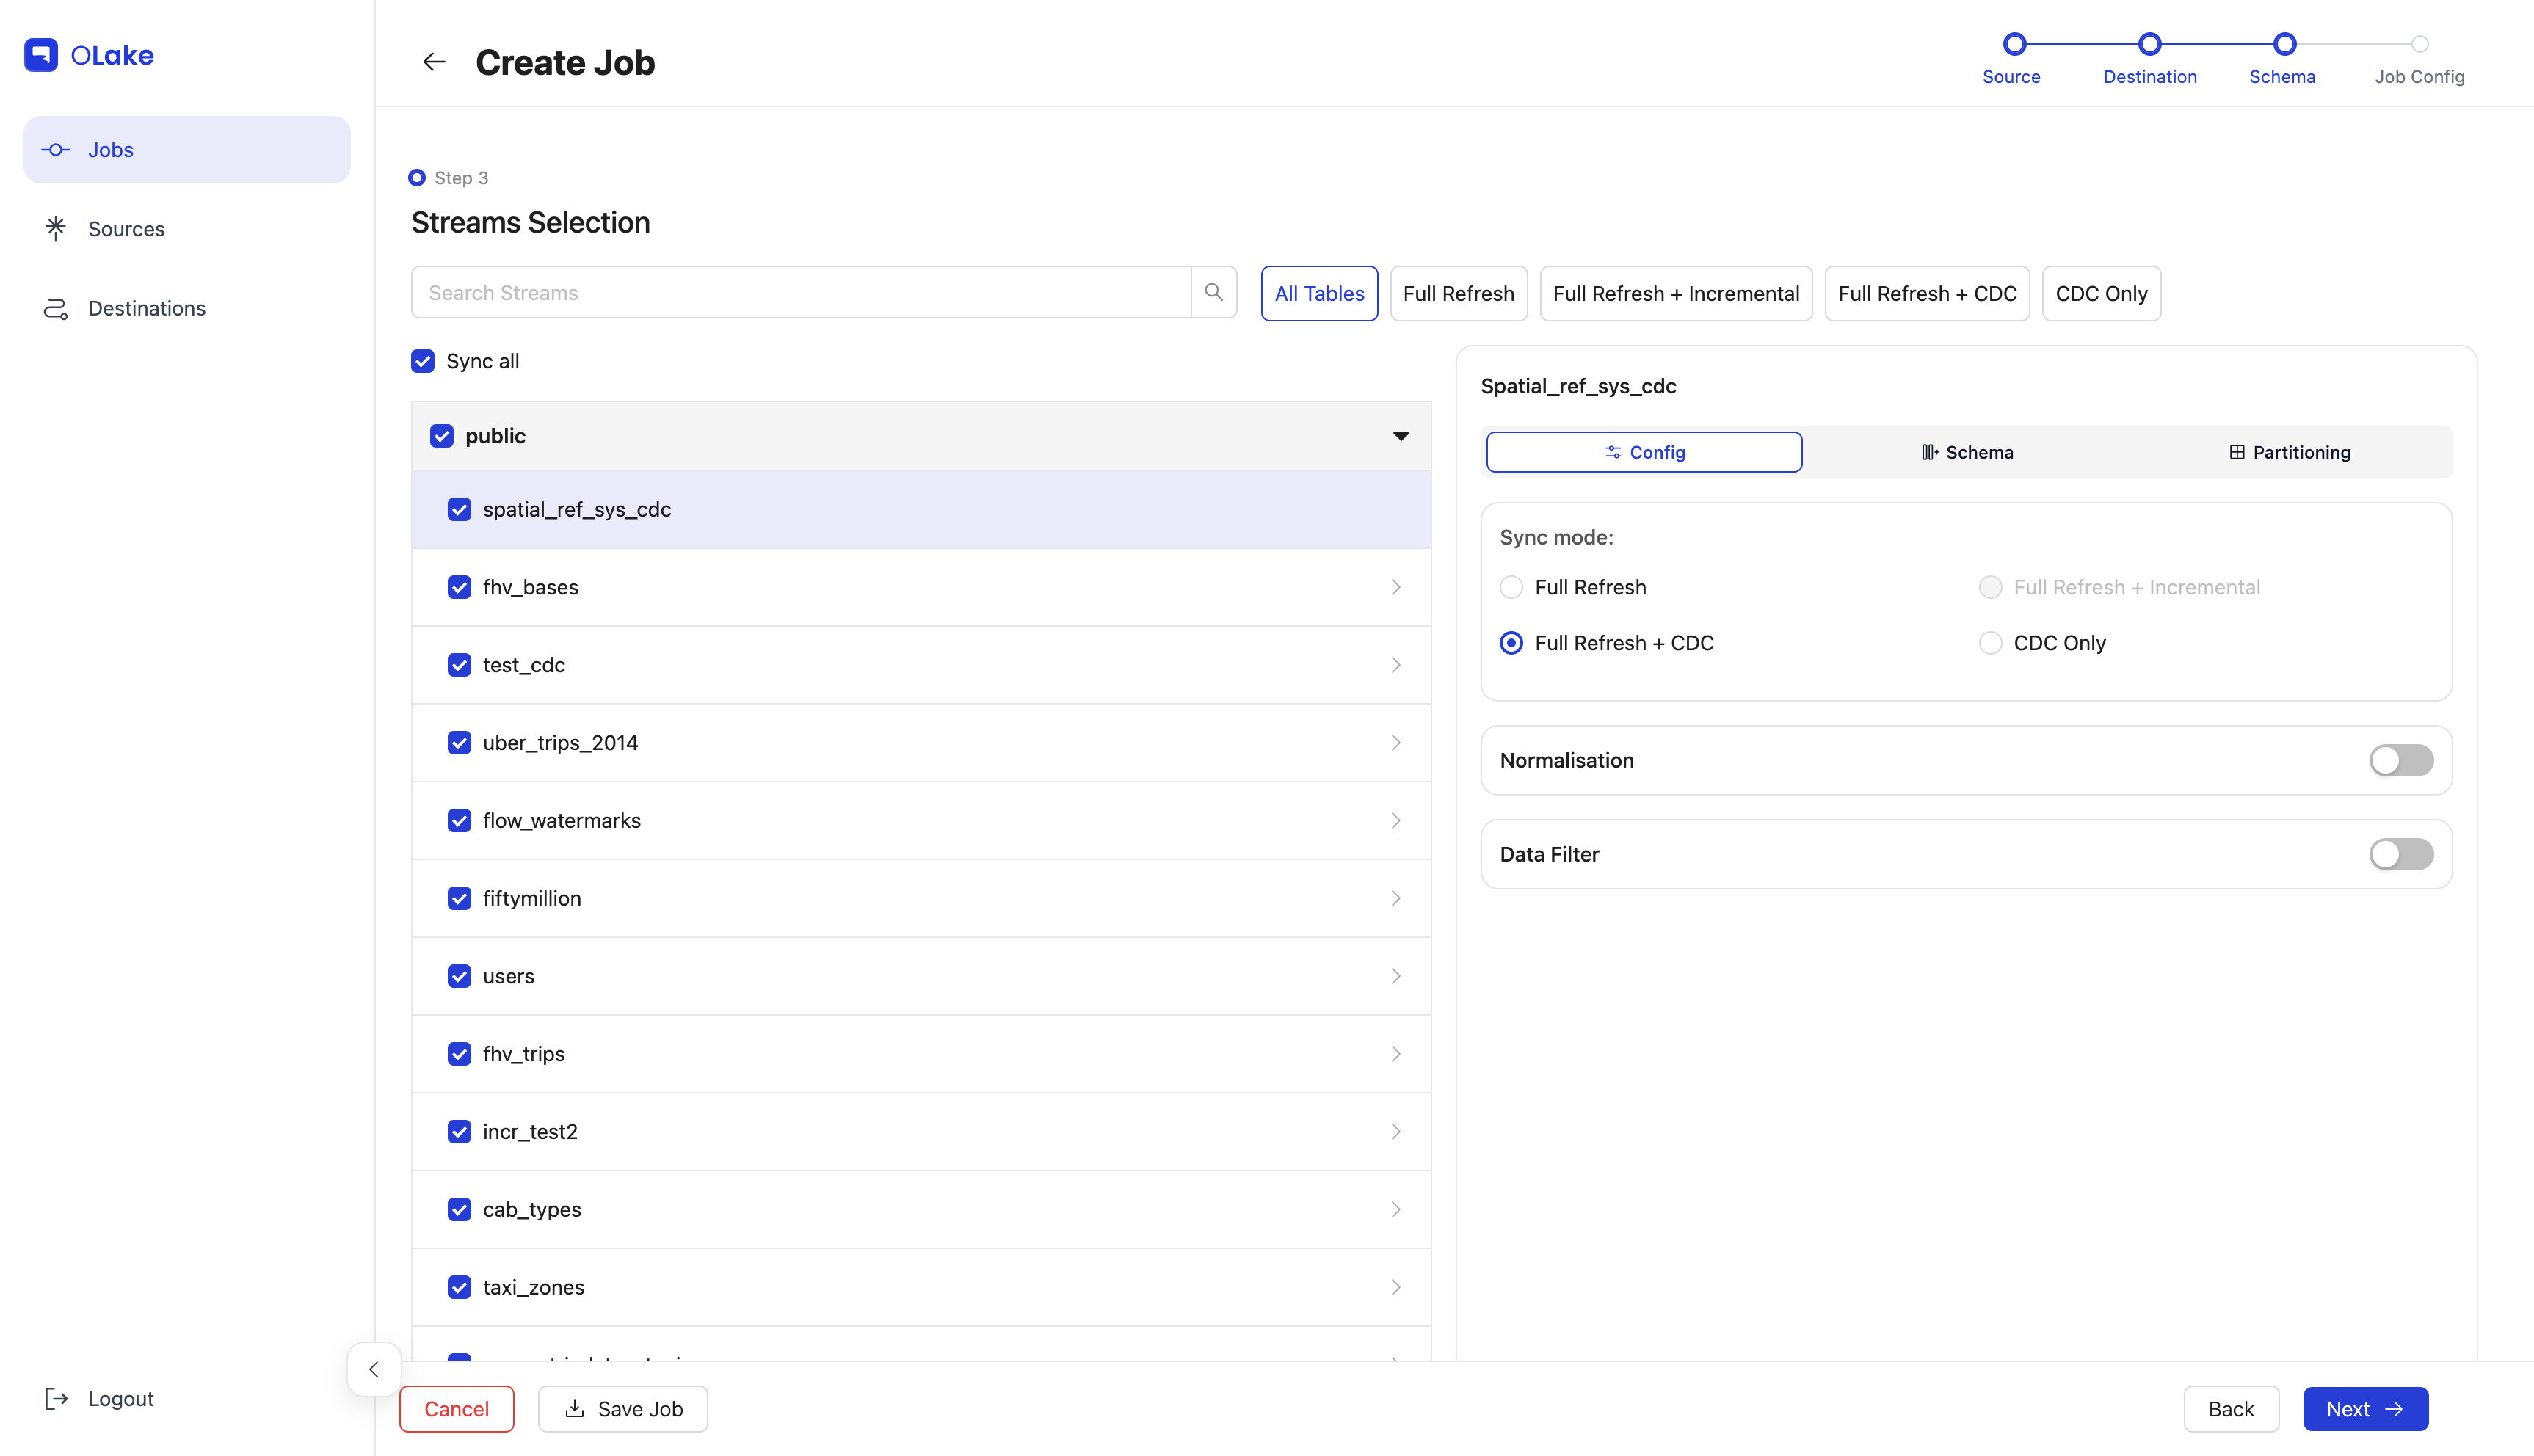 OLake
Jobs
Sources
Destinations
Logout
Create Job
Source
Destination
Schema
Job Config
Step 3
Streams Selection
Search Streams
All Tables
Full Refresh
Full Refresh + Incremental
Full Refresh + CDC
CDC Only
Sync all
public
spatial_ref_sys_cdc
fhv_bases
test_cdc
uber_trips_2014
flow_watermarks
fiftymillion
users
fhv_trips
incr_test2
cab_types
taxi_zones
Spatial_ref_sys_cdc
Config
Schema
Partitioning
Sync mode:
Full Refresh
Full Refresh + Incremental
Full Refresh + CDC
CDC Only
Normalisation
Data Filter
Cancel
Save Job
Back
Next